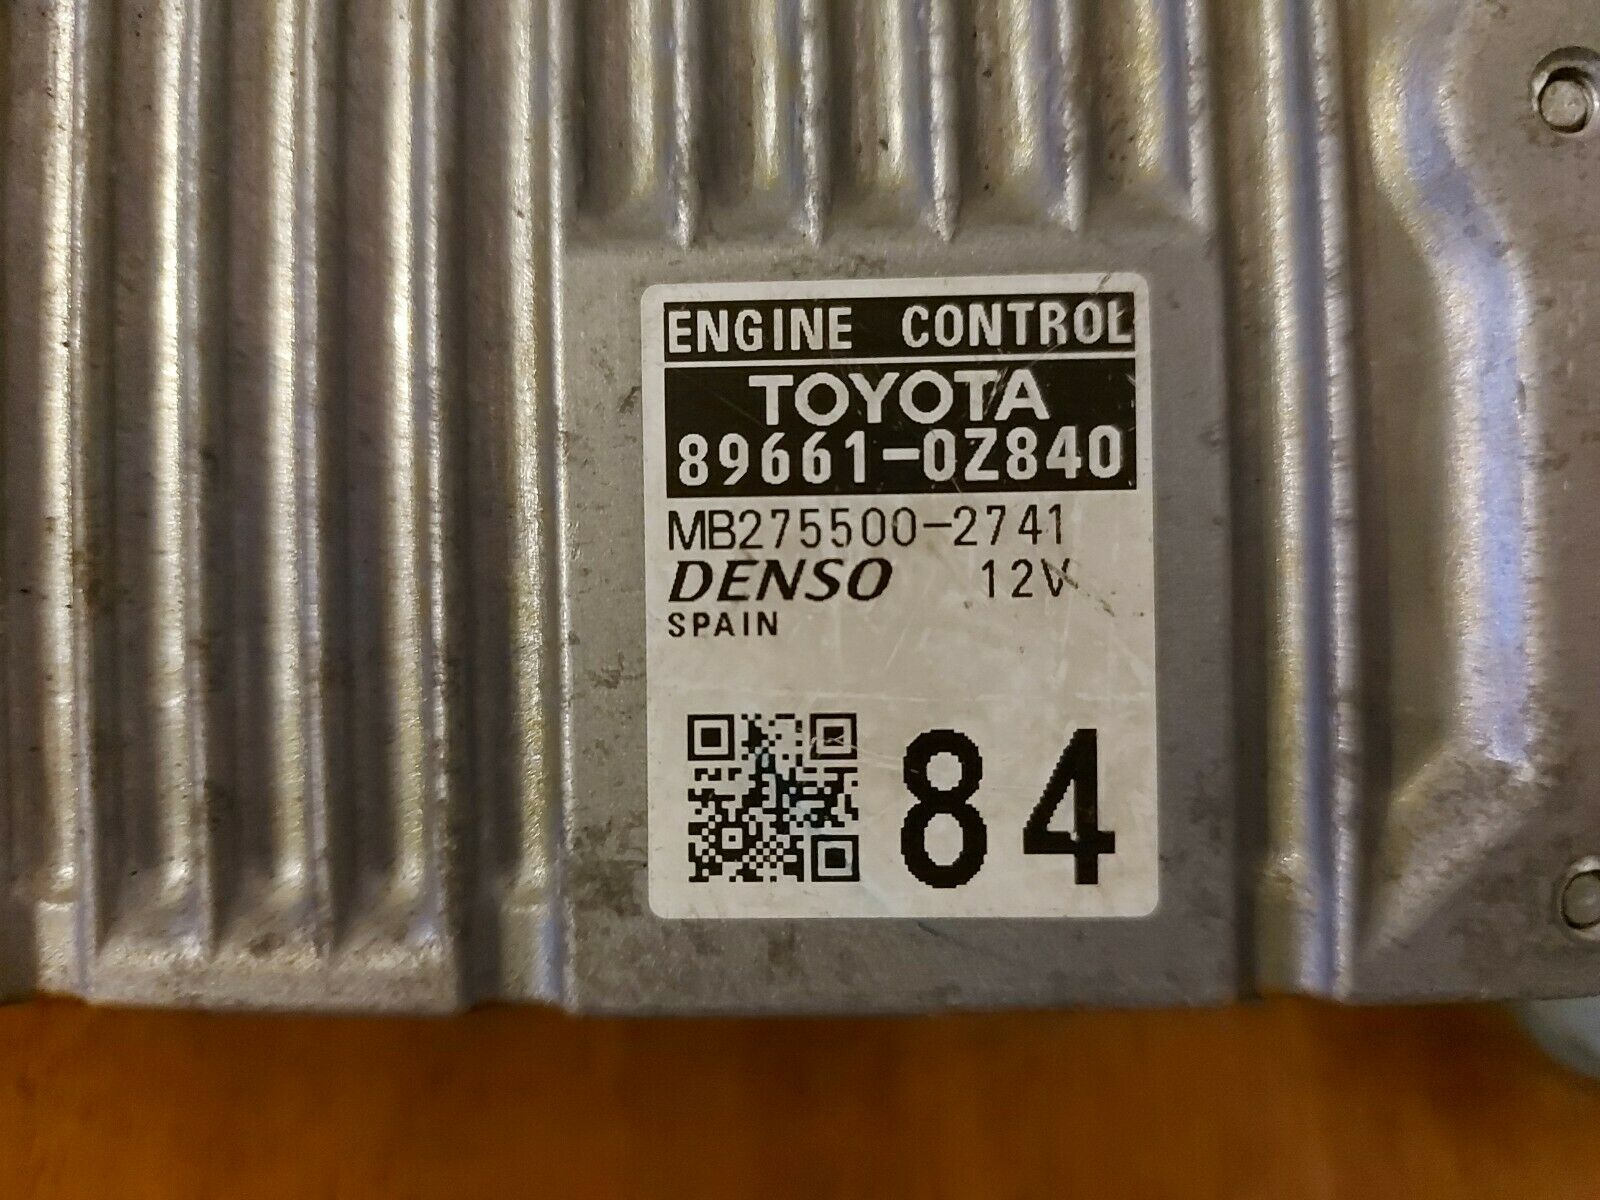 ENGINE CONTROL
TOYOTA
89661-0Z840
MB275500-2741
DENSO 12V
SPAIN
84